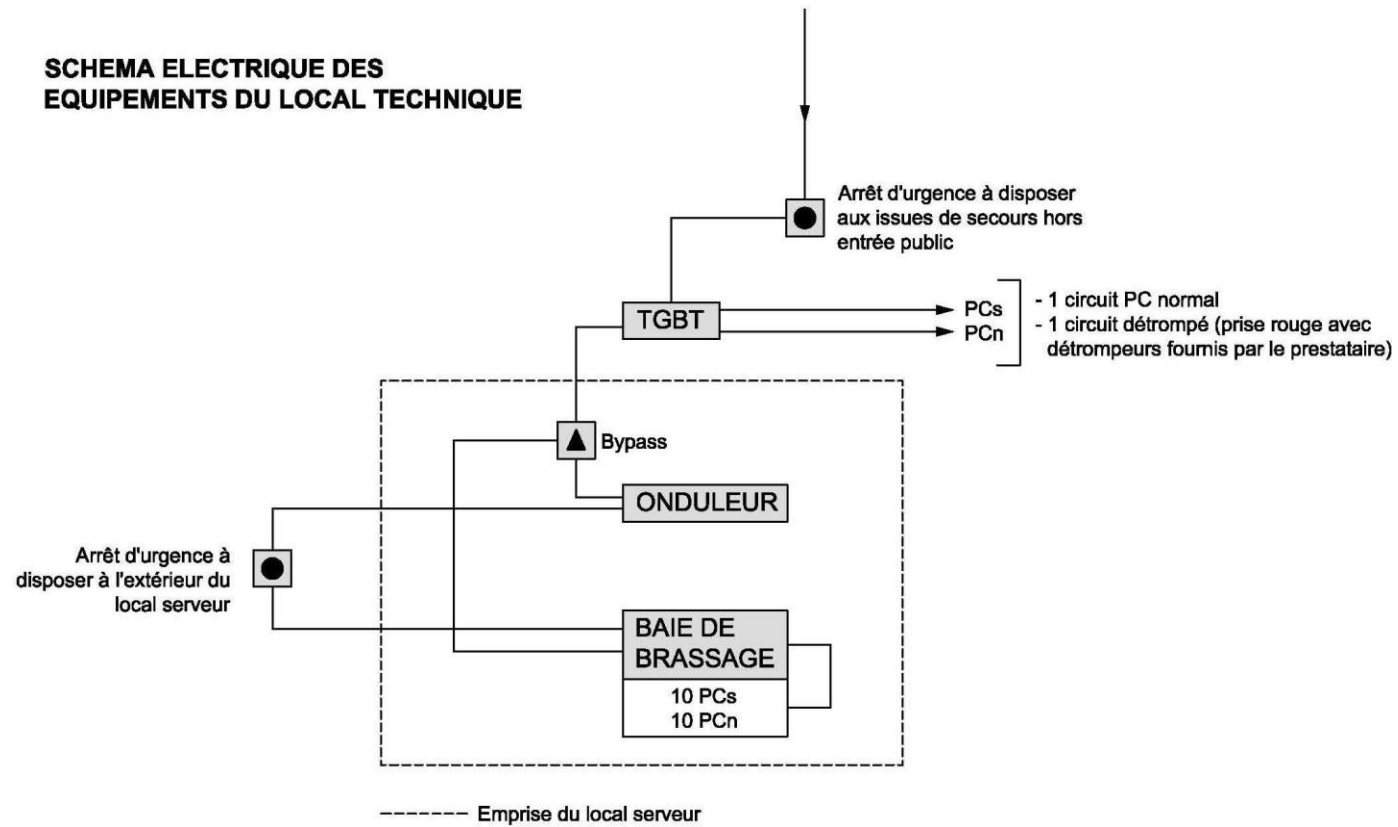 SCHEMA ELECTRIQUE DES
EQUIPEMENTS DU LOCAL TECHNIQUE
Arrêt d'urgence à disposer
aux issues de secours hors
entrée public
TGBT
PCs
PCn
- 1 circuit PC normal
- 1 circuit détrompé (prise rouge avec
détrompeurs fournis par le prestataire)
Bypass
ONDULEUR
Arrêt d'urgence à
disposer à l'extérieur du
local serveur
BAIE DE
BRASSAGE
10 PCs
10 PCn
Emprise du local serveur